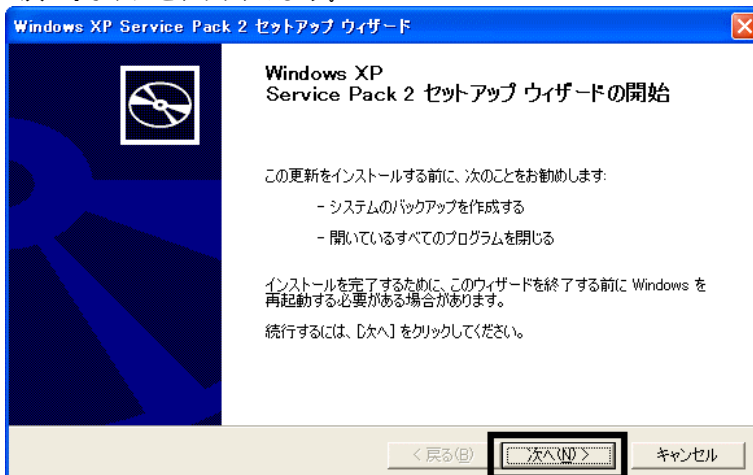 Windows XP Service Pack 2 セットアップ ウィザード
Windows XP
Service Pack 2 セットアップ ウィザードの開始
この更新をインストールする前に、次のことをお勧めします:
- システムのバックアップを作成する
- 開いているすべてのプログラムを閉じる
インストールを完了するために、このウィザードを終了する前に Windows を
再起動する必要がある場合があります。
続行するには、[次へ] をクリックしてください。
< 戻る(B)
次へ(N) >
キャンセル